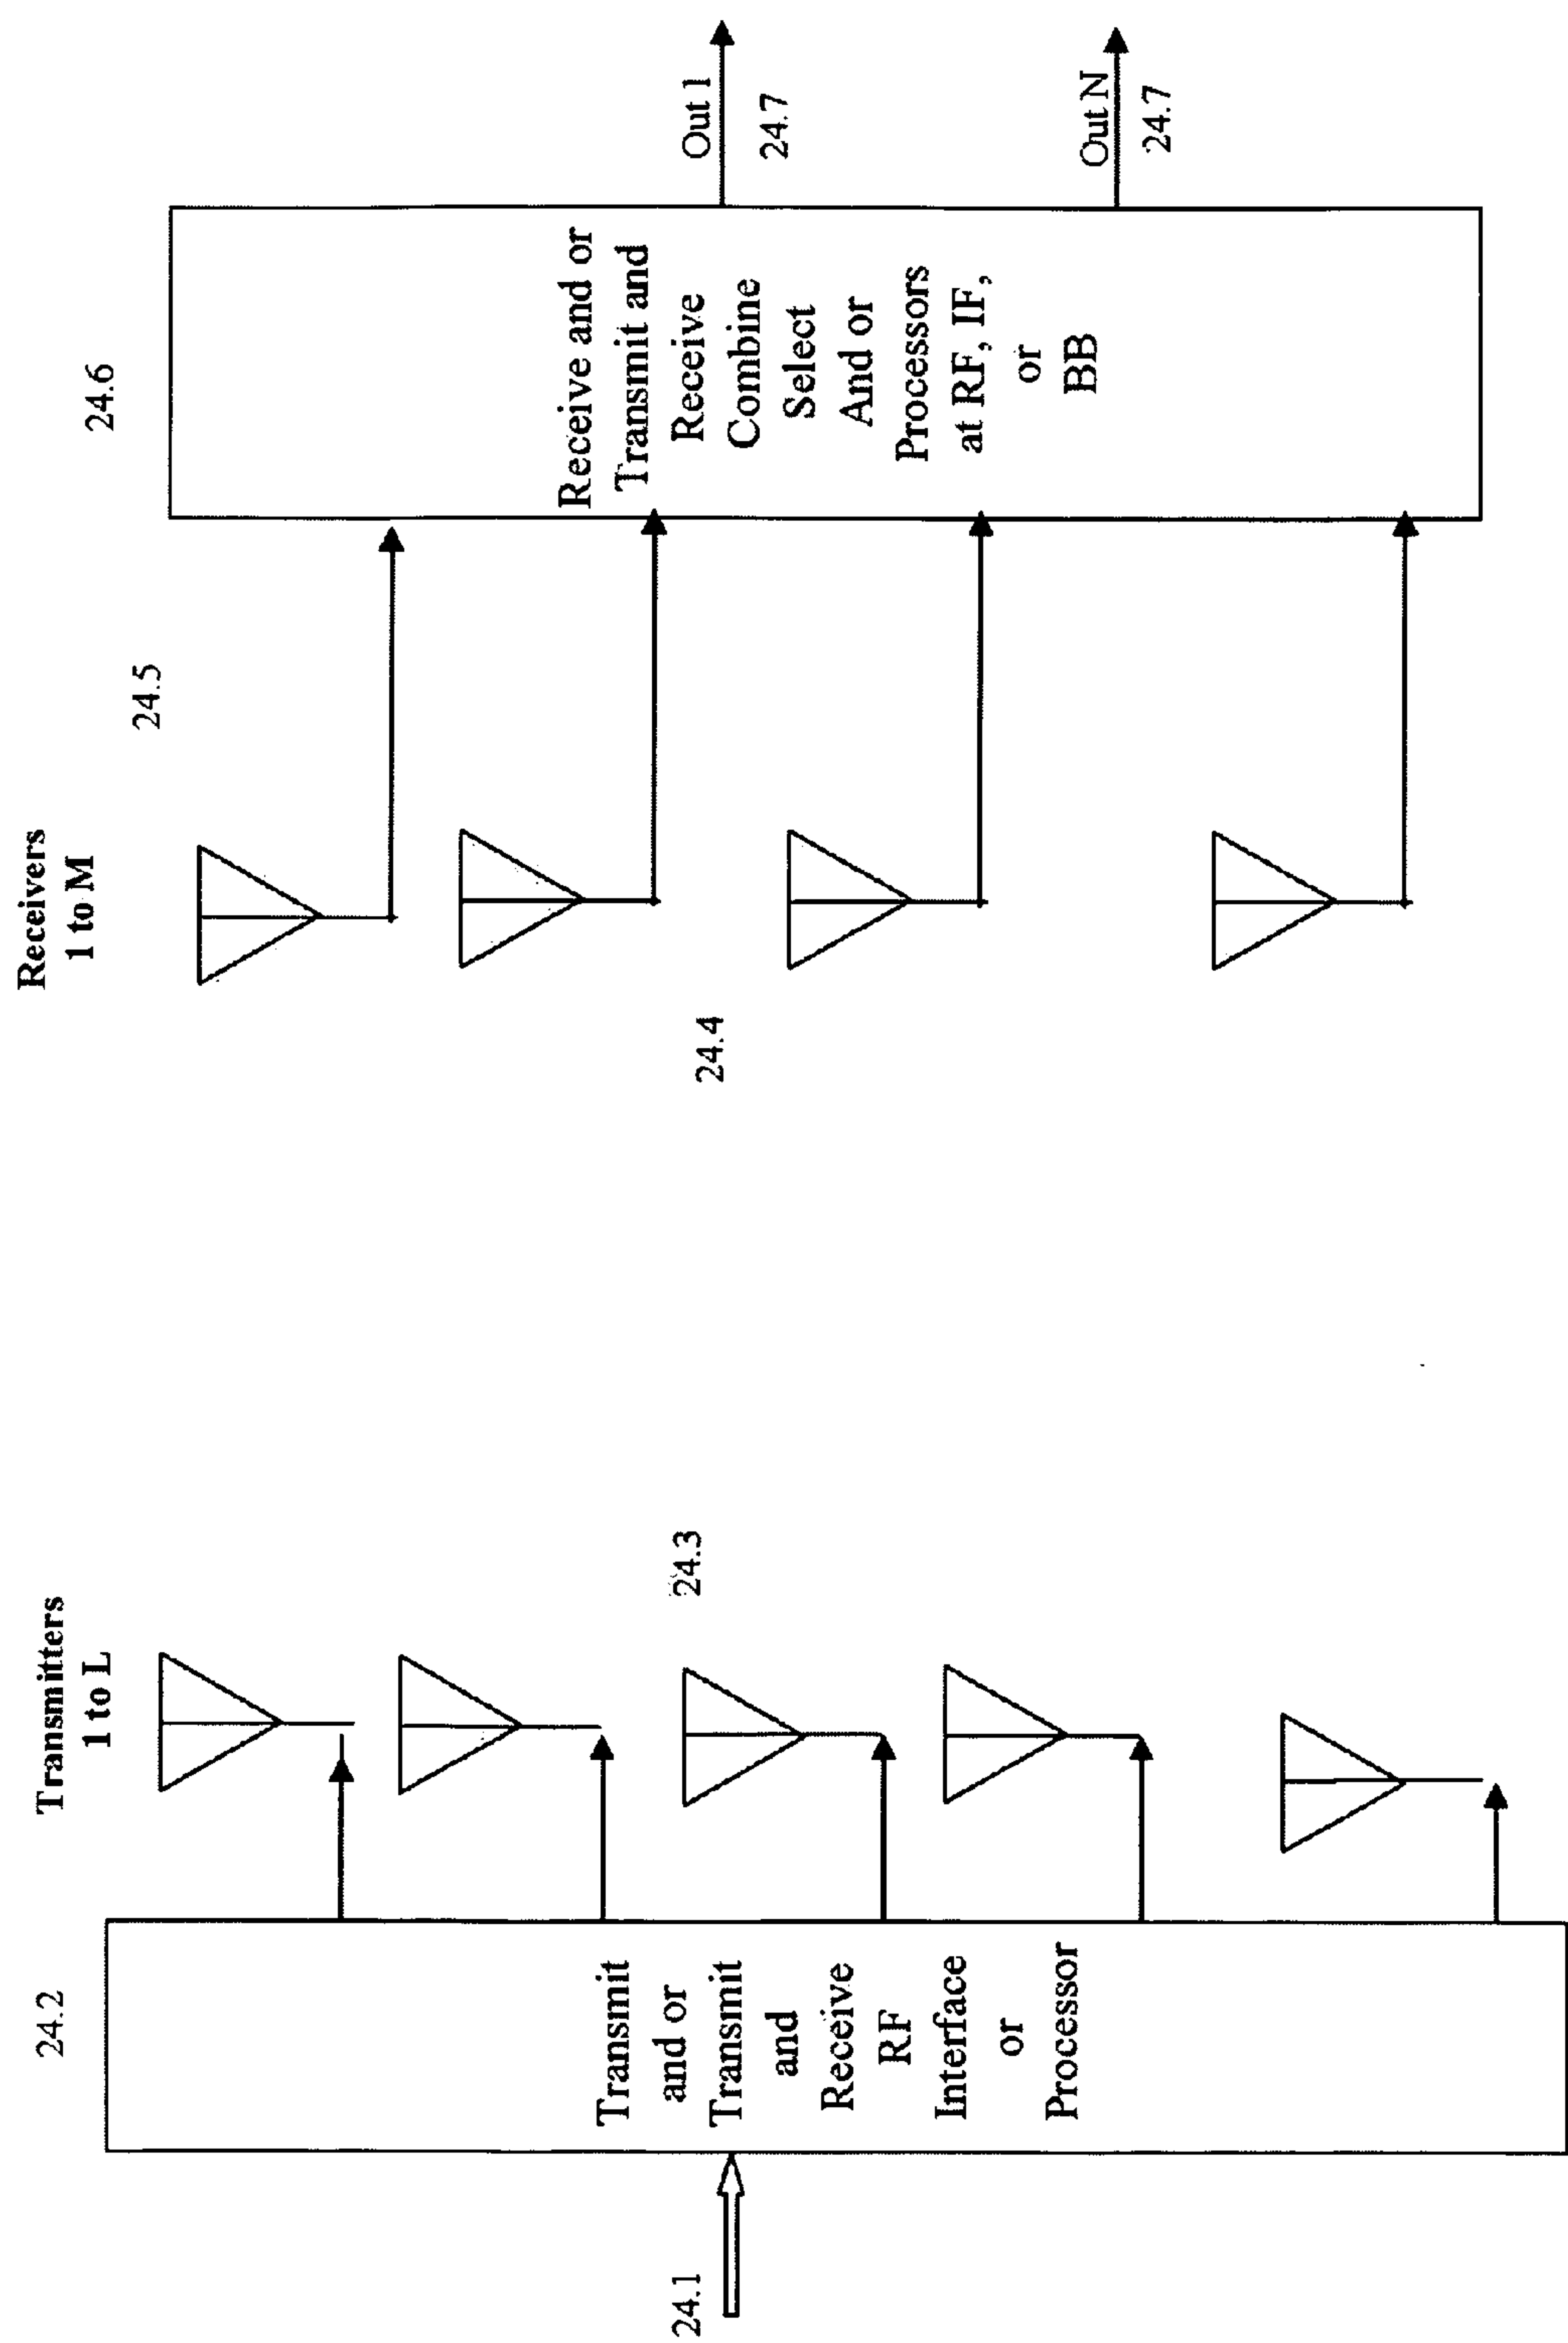 24.1
24.2
Transmit
and or
Transmit
and
Receive
RF
Interface
or
Processor
Transmitters
1 to L
24.3
Receivers
1 to M
24.4
24.5
24.6
Receive and or
Transmit and
Receive
Combine
Select
And or
Processors
at RF, IF,
or
BB
Out 1
24.7
Out N
24.7